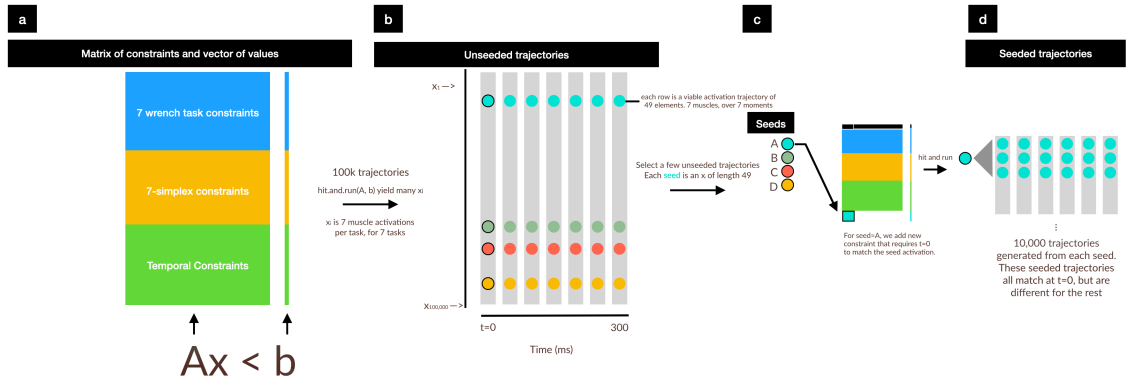 a
Matrix of constraints and vector of values
7 wrench task constraints
7-simplex constraints
Temporal Constraints
Ax < b
100k trajectories
hit.and.run(A, b) yield many xᵢ
xᵢ is 7 muscle activations
per task, for 7 tasks
b
Unseeded trajectories
x₁ —>
x₁₀₀,₀₀₀ —>
t=0
300
Time (ms)
each row is a viable activation trajectory of
49 elements. 7 muscles, over 7 moments
Select a few unseeded trajectories
Each seed is an x of length 49
c
Seeds
A
B
C
D
For seed=A, we add new
constraint that requires t=0
to match the seed activation.
hit and run
d
Seeded trajectories
...
10,000 trajectories
generated from each seed.
These seeded trajectories
all match at t=0, but are
different for the rest